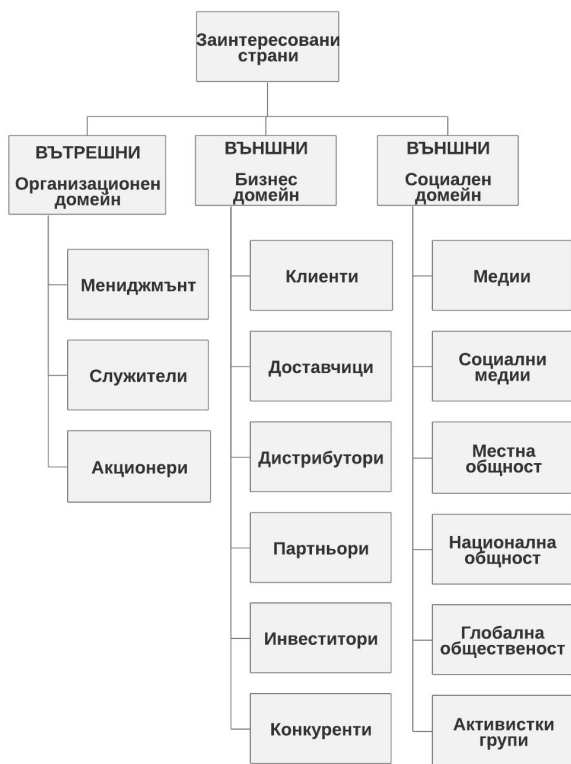 Заинтересовани
страни
ВЪТРЕШНИ
Организационен
домейн
Мениджмънт
Служители
Акционери
ВЪНШНИ
Бизнес
домейн
Клиенти
Доставчици
Дистрибутори
Партньори
Инвеститори
Конкуренти
ВЪНШНИ
Социален
домейн
Медии
Социални
медии
Местна
общност
Национална
общност
Глобална
общественост
Активистки
групи